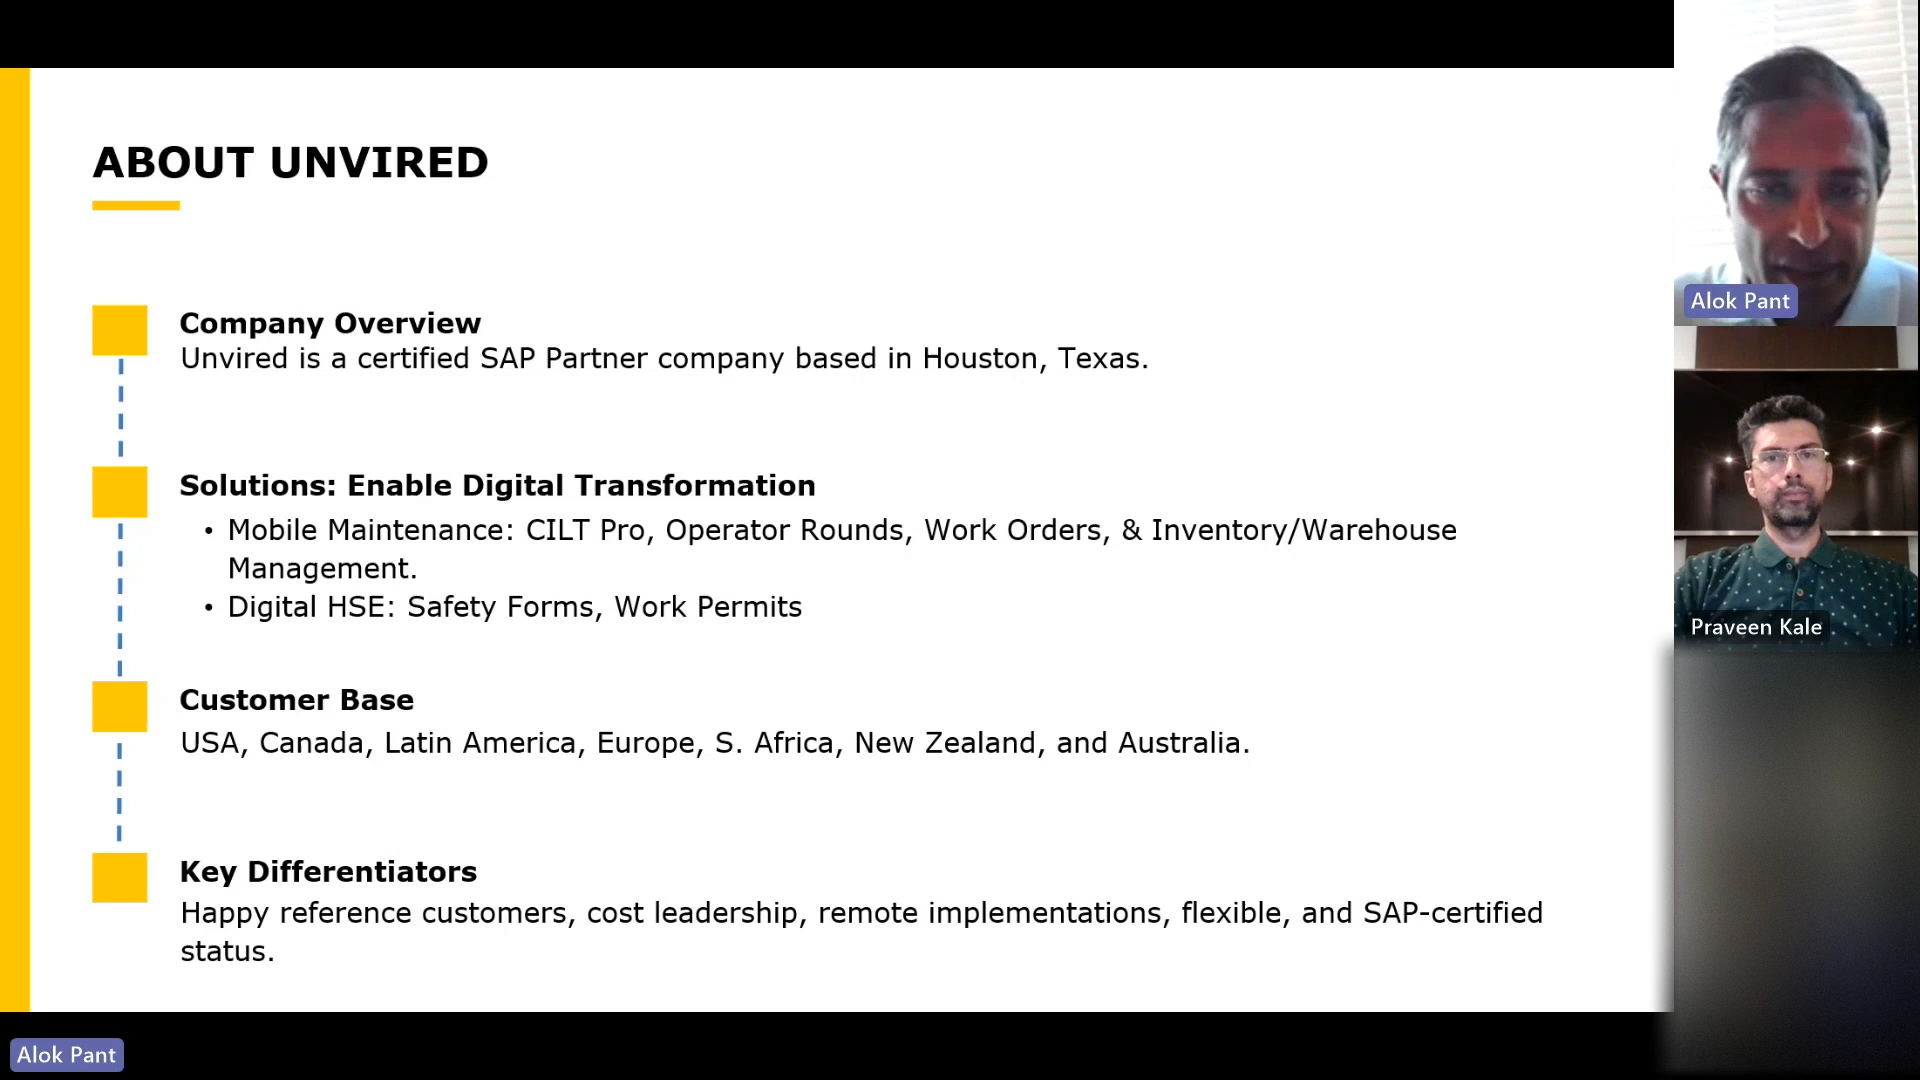 ABOUT UNVIRED
Company Overview
Unvired is a certified SAP Partner company based in Houston, Texas.
Solutions: Enable Digital Transformation
• Mobile Maintenance: CILT Pro, Operator Rounds, Work Orders, & Inventory/Warehouse
Management.
• Digital HSE: Safety Forms, Work Permits
Customer Base
USA, Canada, Latin America, Europe, S. Africa, New Zealand, and Australia.
Key Differentiators
Happy reference customers, cost leadership, remote implementations, flexible, and SAP-certified
status.
Alok Pant
Praveen Kale
Alok Pant